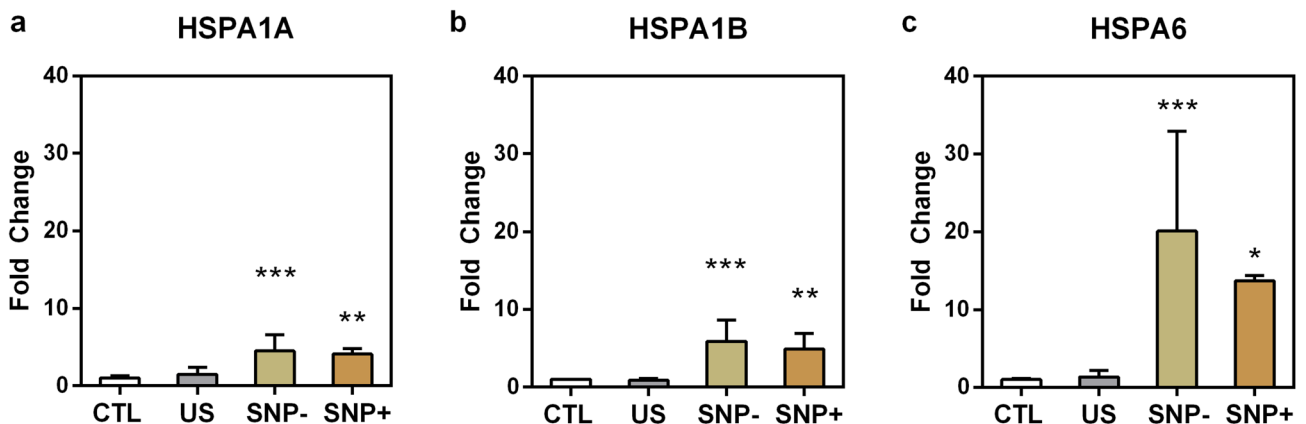 a HSPA1A
40
30
20
10
0
Fold Change
***
**
CTL US SNP- SNP+
b HSPA1B
40
30
20
10
0
Fold Change
***
**
CTL US SNP- SNP+
c HSPA6
40
30
20
10
0
Fold Change
***
*
CTL US SNP- SNP+